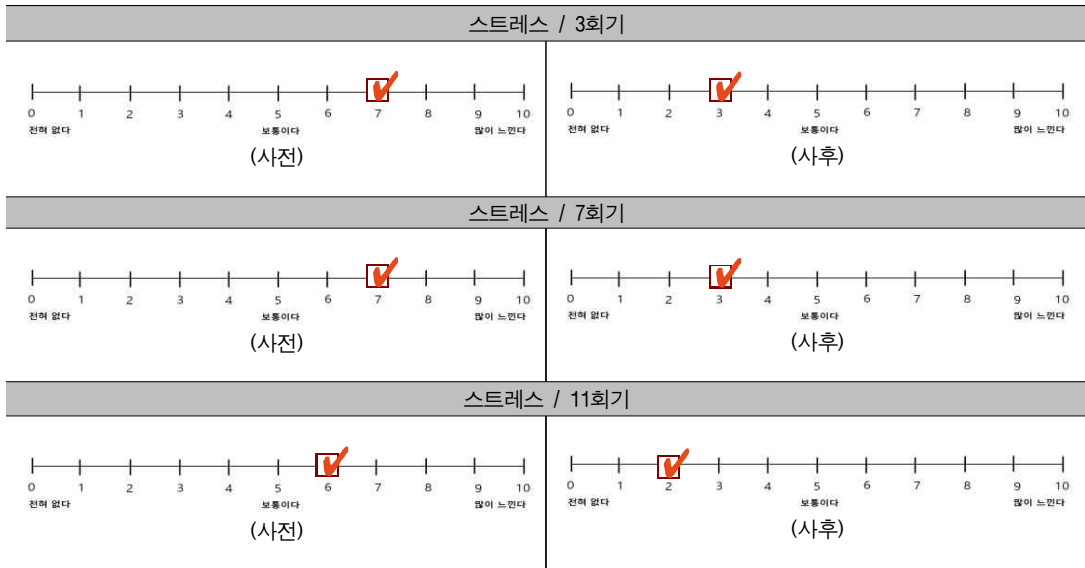 스트레스 / 3회기
0 1 2 3 4 5 6 7 8 9 10
전혀 없다 보통이다 많이 느낀다
(사전)
0 1 2 3 4 5 6 7 8 9 10
전혀 없다 보통이다 많이 느낀다
(사후)
스트레스 / 7회기
0 1 2 3 4 5 6 7 8 9 10
전혀 없다 보통이다 많이 느낀다
(사전)
0 1 2 3 4 5 6 7 8 9 10
전혀 없다 보통이다 많이 느낀다
(사후)
스트레스 / 11회기
0 1 2 3 4 5 6 7 8 9 10
전혀 없다 보통이다 많이 느낀다
(사전)
0 1 2 3 4 5 6 7 8 9 10
전혀 없다 보통이다 많이 느낀다
(사후)